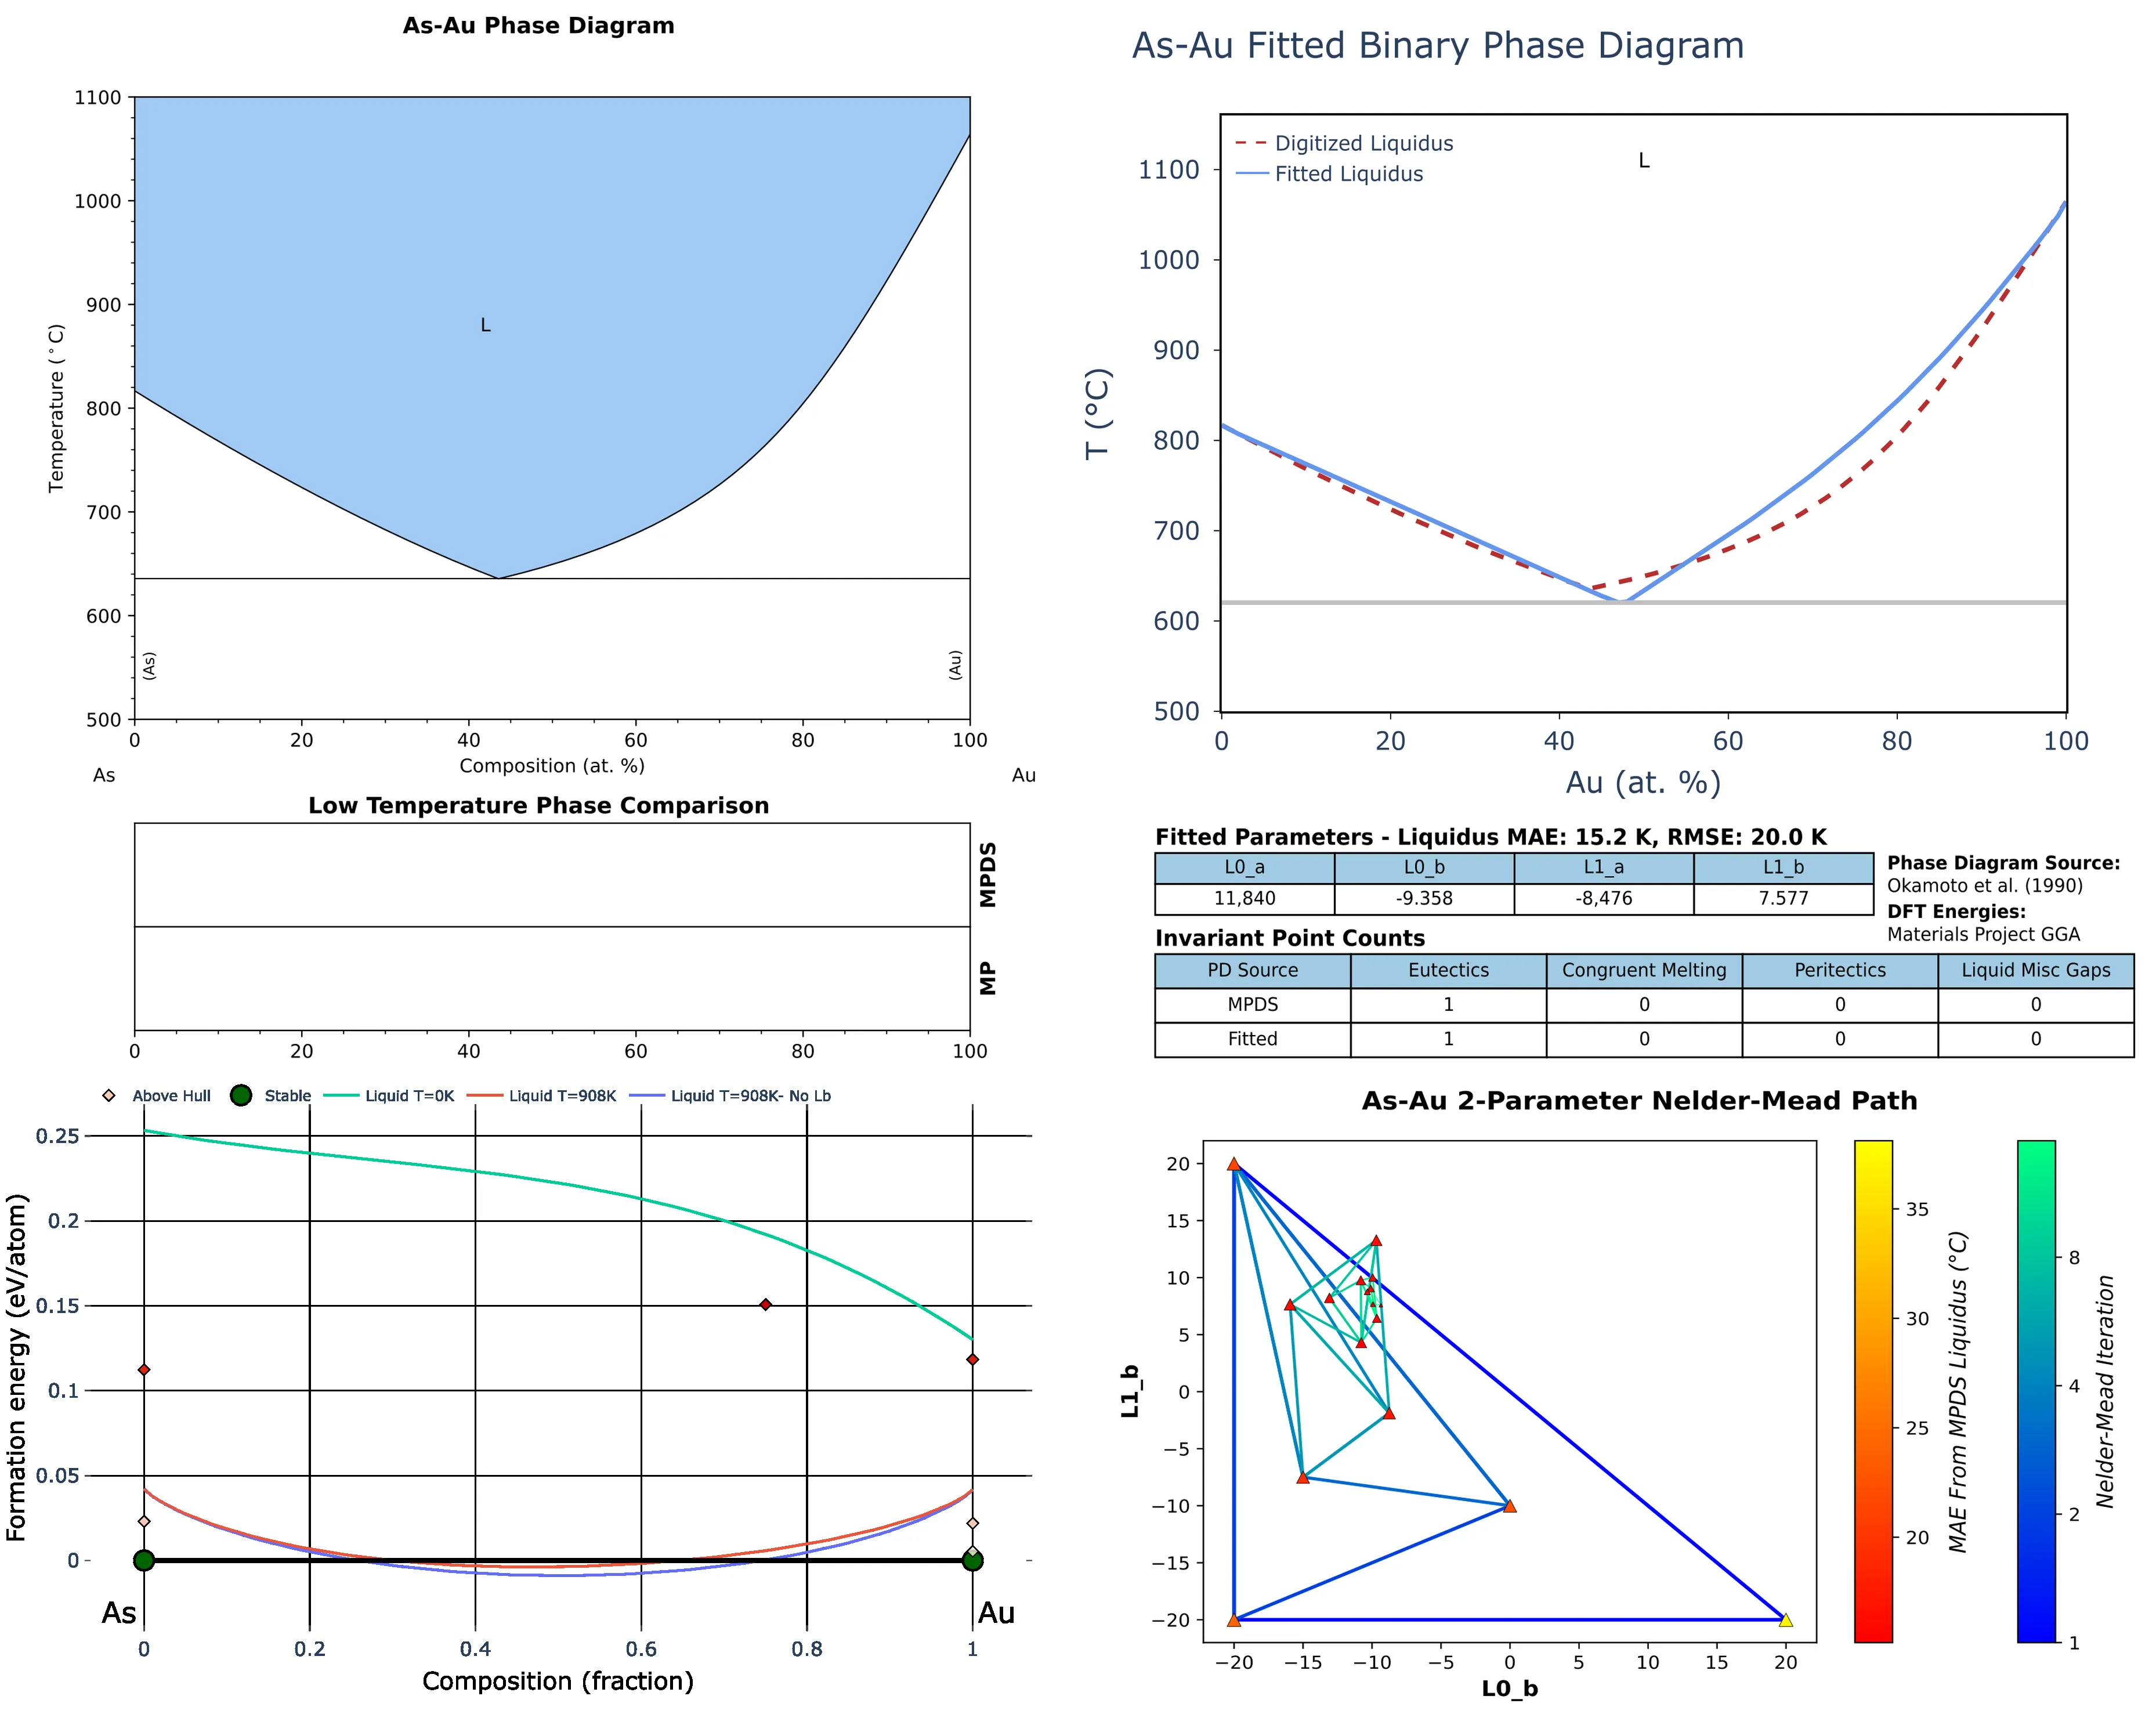 As-Au Phase Diagram
1100
1000
900
800
700
600
500
Temperature (°C)
L
(As)
(Au)
0 20 40 60 80 100
Composition (at. %)
As Au
Low Temperature Phase Comparison
MPDS
MP
0 20 40 60 80 100
As-Au Fitted Binary Phase Diagram
Digitized Liquidus
Fitted Liquidus
L
1100
1000
900
800
700
600
500
T (°C)
0 20 40 60 80 100
Au (at. %)
Fitted Parameters - Liquidus MAE: 15.2 K, RMSE: 20.0 K
L0_a L0_b L1_a L1_b
11,840 -9.358 -8,476 7.577
Phase Diagram Source:
Okamoto et al. (1990)
DFT Energies:
Materials Project GGA
Invariant Point Counts
PD Source Eutectics Congruent Melting Peritectics Liquid Misc Gaps
MPDS 1 0 0 0
Fitted 1 0 0 0
Above Hull Stable Liquid T=0K Liquid T=908K Liquid T=908K- No Lb
0.25
0.2
0.15
0.1
0.05
0
Formation energy (eV/atom)
As Au
0 0.2 0.4 0.6 0.8 1
Composition (fraction)
As-Au 2-Parameter Nelder-Mead Path
20
15
10
5
0
−5
−10
−15
−20
L1_b
−20 −15 −10 −5 0 5 10 15 20
L0_b
35
30
25
20
MAE From MPDS Liquidus (°C)
8
4
2
1
Nelder-Mead Iteration